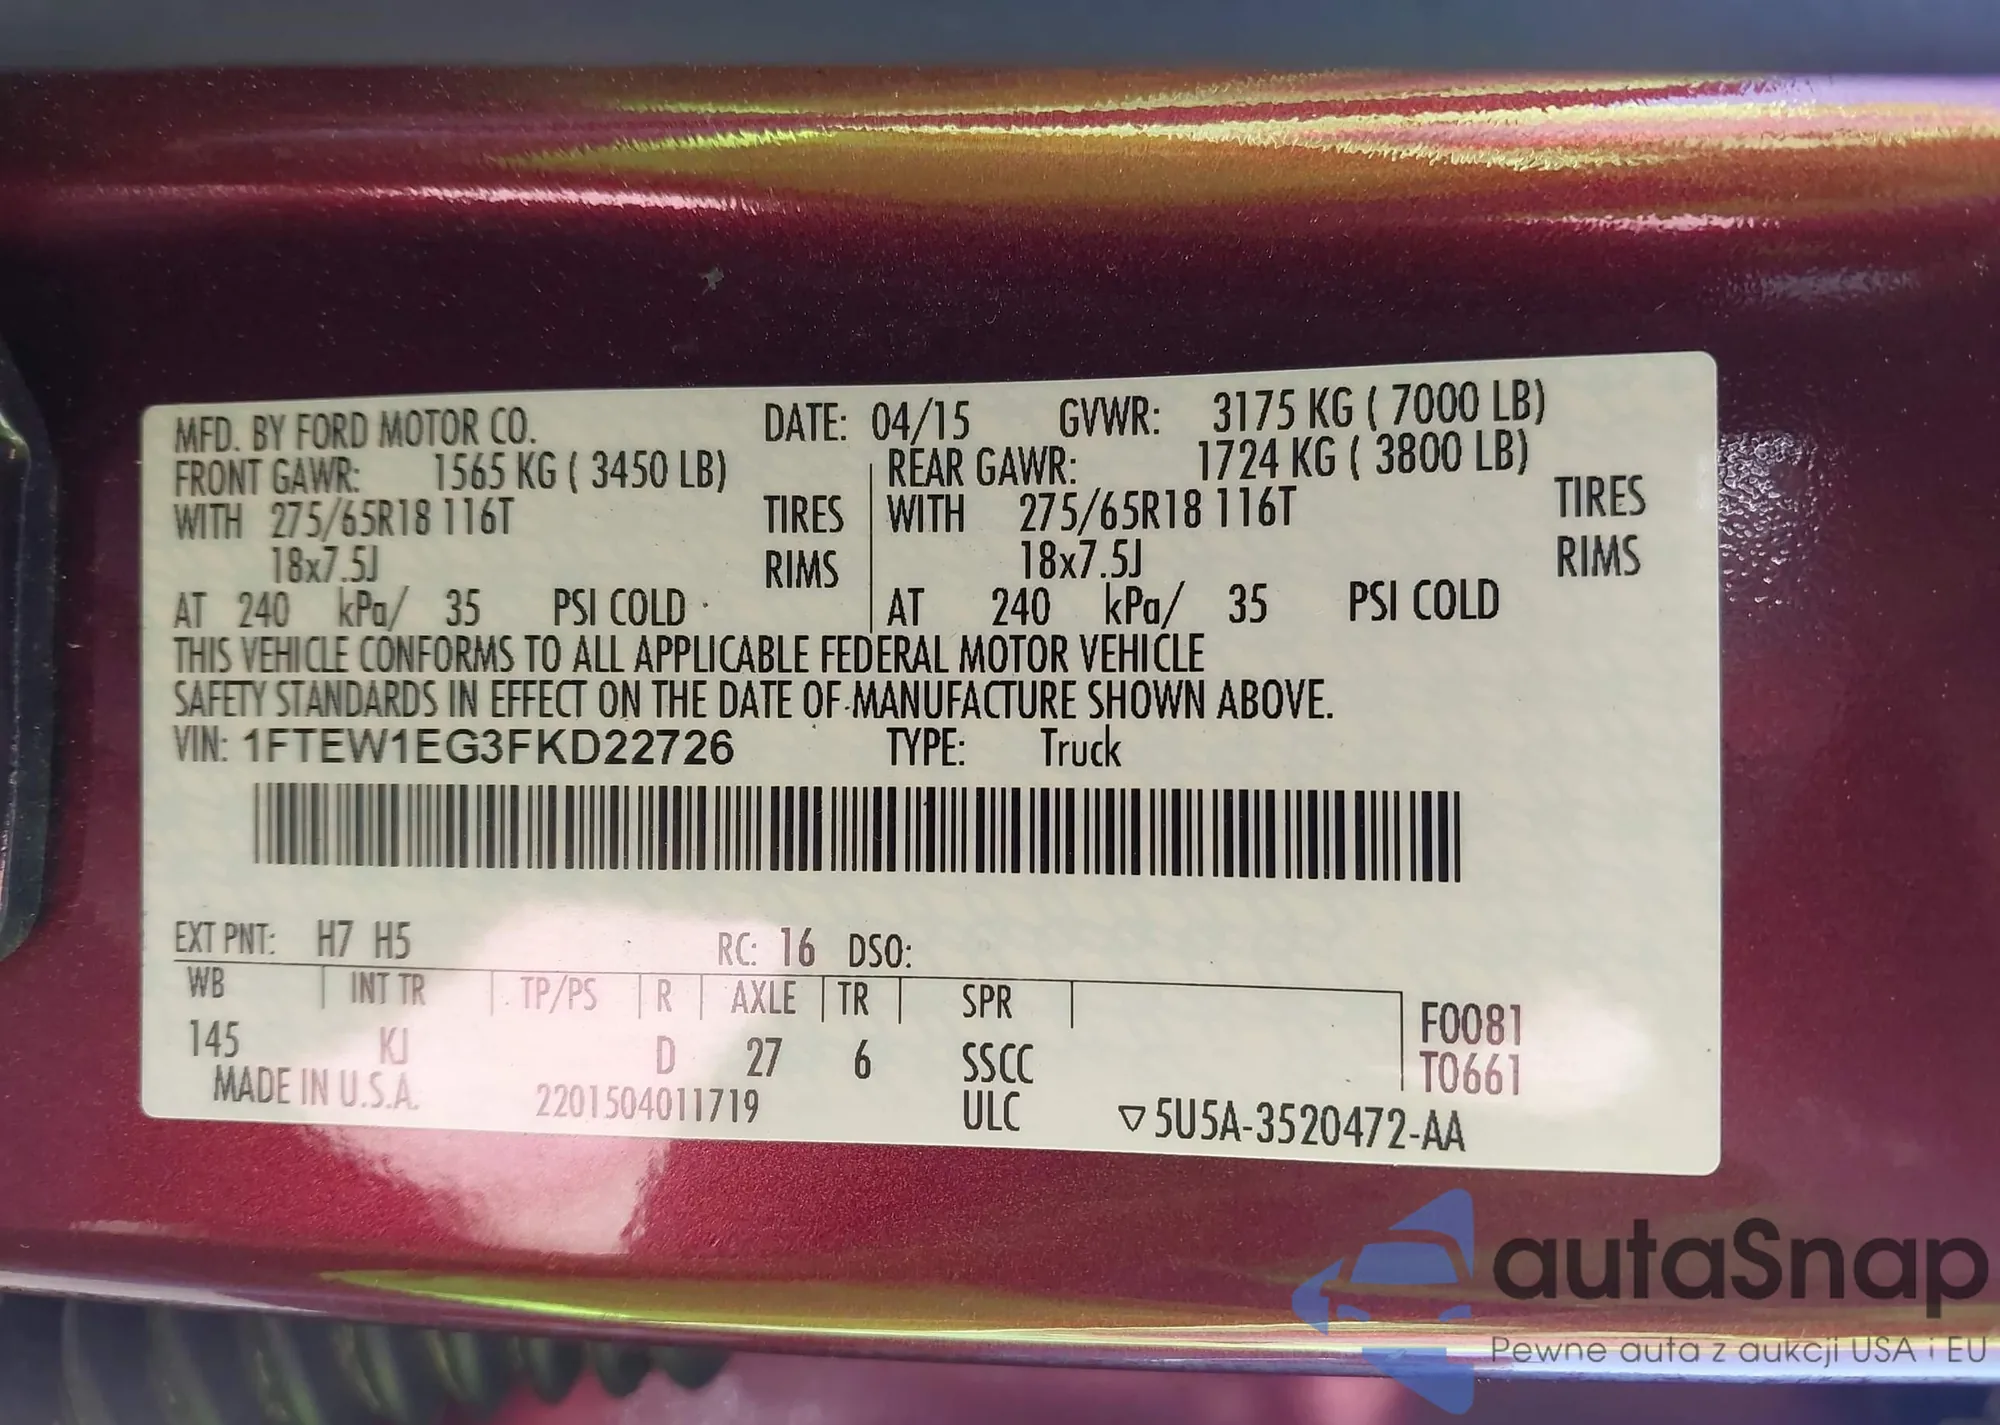 MFD. BY FORD MOTOR CO. DATE: 04/15 GVWR: 3175 KG ( 7000 LB)
FRONT GAWR: 1565 KG ( 3450 LB) REAR GAWR: 1724 KG ( 3800 LB)
WITH 275/65R18 116T TIRES WITH 275/65R18 116T TIRES
18x7.5J RIMS 18x7.5J RIMS
AT 240 kPa/ 35 PSI COLD AT 240 kPa/ 35 PSI COLD
THIS VEHICLE CONFORMS TO ALL APPLICABLE FEDERAL MOTOR VEHICLE
SAFETY STANDARDS IN EFFECT ON THE DATE OF MANUFACTURE SHOWN ABOVE.
VIN: 1FTEW1EG3FKD22726 TYPE: Truck
EXT PNT: H7 H5 RC: 16 DSO:
WB INT TR TP/PS R AXLE TR SPR F0081
145 KJ D 27 6 SSCC T0661
MADE IN U.S.A. 2201504011719 ULC ▽5U5A-3520472-AA
autaSnap
Pewne auta z aukcji USA i EU